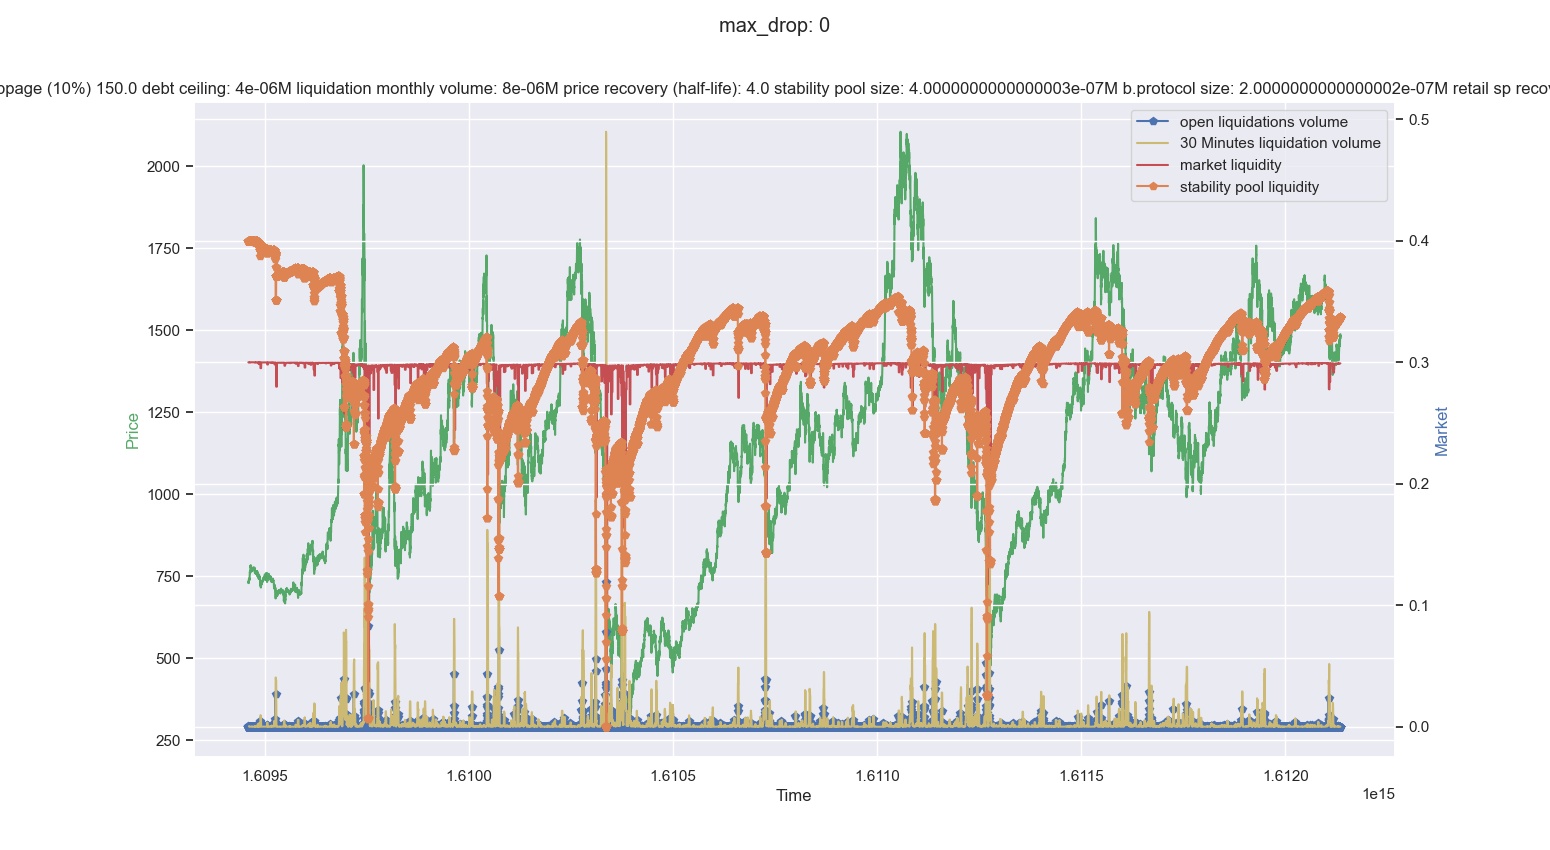 max_drop: 0
page (10%) 150.0 debt ceiling: 4e-06M liquidation monthly volume: 8e-06M price recovery (half-life): 4.0 stability pool size: 4.0000000000000003e-07M b.protocol size: 2.0000000000000002e-07M retail sp
open liquidations volume
30 Minutes liquidation volume
market liquidity
stability pool liquidity
2000
1750
1500
1250
1000
750
500
250
Price
0.5
0.4
0.3
0.2
0.1
0.0
Market
1.6095
1.6100
1.6105
1.6110
1.6115
1.6120
Time
1e15